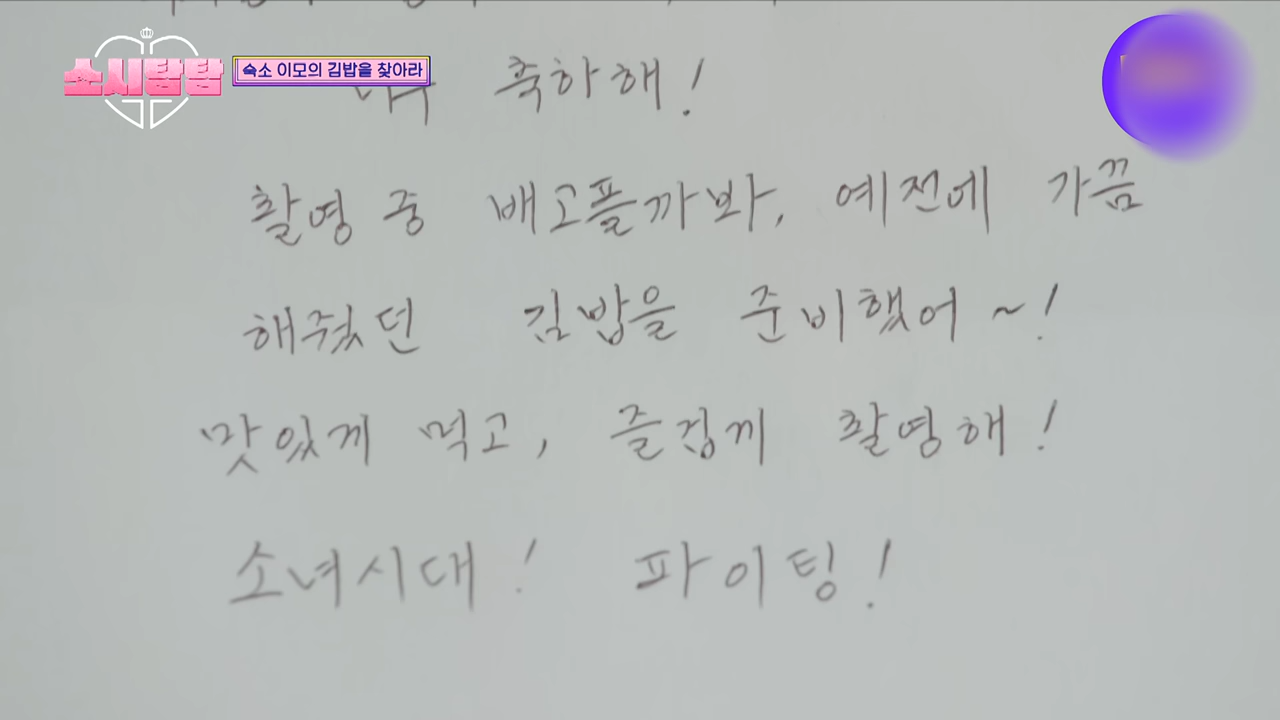 소시탐탐
숙소 이모의 김밥을 찾아라
축하해!
촬영 중 배고플까봐, 예전에 가끔
해줬던 김밥을 준비했어~!
맛있게 먹고, 즐겁게 촬영해!
소녀시대! 파이팅!